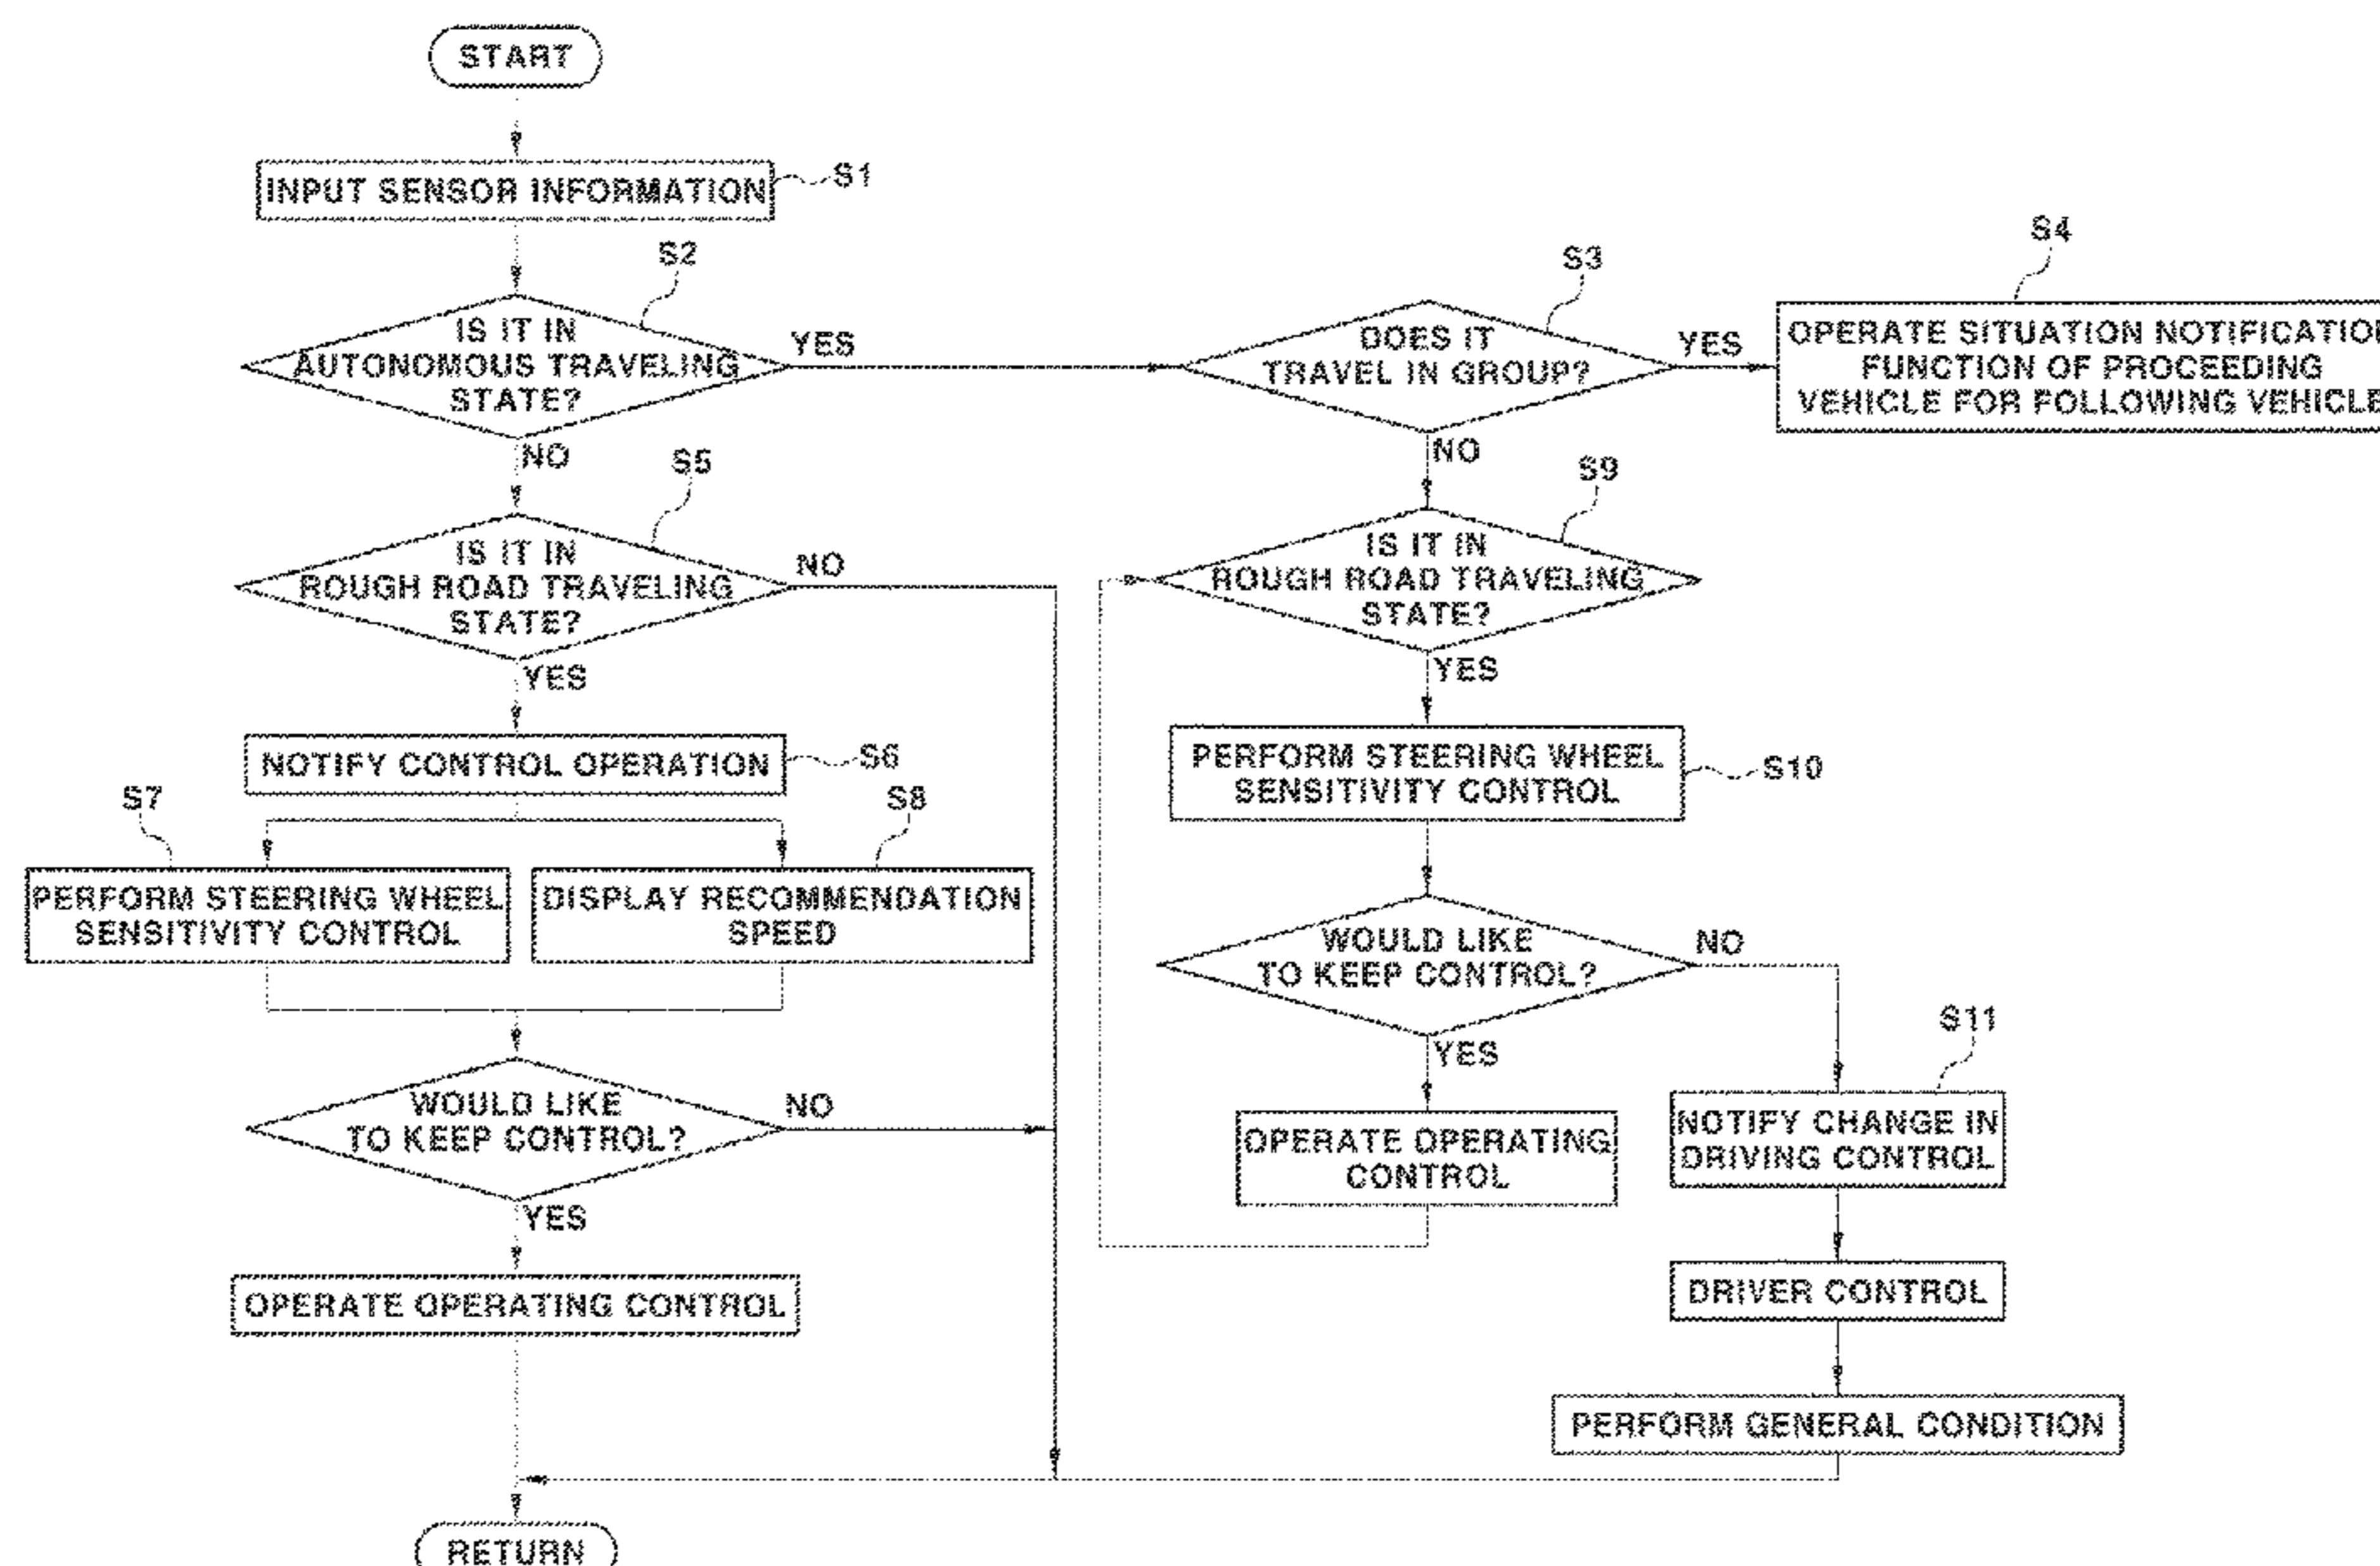 START
INPUT SENSOR INFORMATION
S1
S2
IS IT IN
AUTONOMOUS TRAVELING
STATE?
YES
NO
S3
DOES IT
TRAVEL IN GROUP?
YES
NO
S4
OPERATE SITUATION NOTIFICATION
FUNCTION OF PROCEEDING
VEHICLE FOR FOLLOWING VEHICLE
S5
IS IT IN
ROUGH ROAD TRAVELING
STATE?
NO
YES
S9
IS IT IN
ROUGH ROAD TRAVELING
STATE?
YES
NOTIFY CONTROL OPERATION
S6
S7
PERFORM STEERING WHEEL
SENSITIVITY CONTROL
S8
DISPLAY RECOMMENDATION
SPEED
PERFORM STEERING WHEEL
SENSITIVITY CONTROL
S10
WOULD LIKE
TO KEEP CONTROL?
NO
YES
WOULD LIKE
TO KEEP CONTROL?
NO
YES
OPERATE OPERATING
CONTROL
S11
NOTIFY CHANGE IN
DRIVING CONTROL
OPERATE OPERATING CONTROL
DRIVER CONTROL
PERFORM GENERAL CONDITION
RETURN